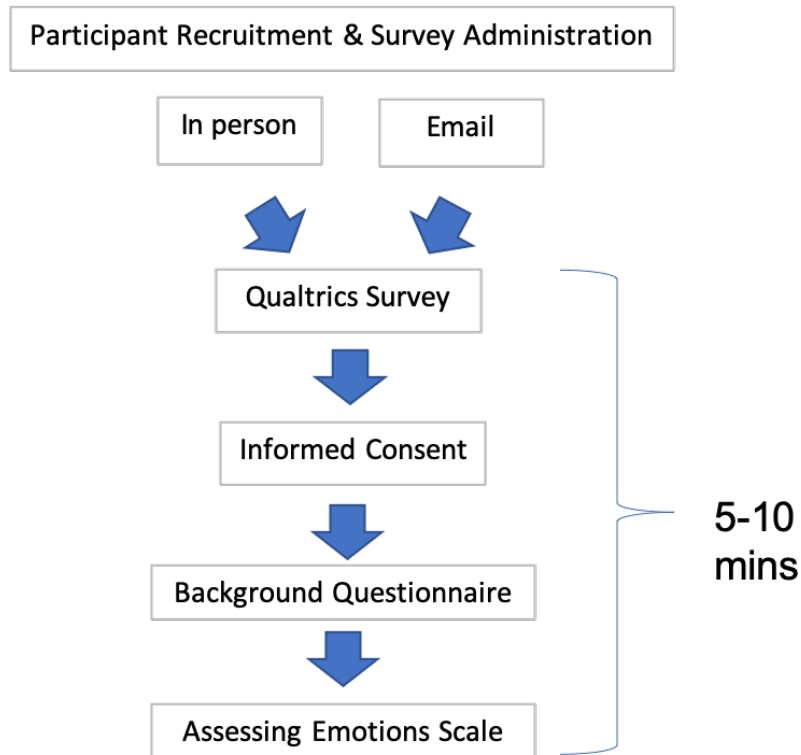 Participant Recruitment & Survey Administration
In person
Email
Qualtrics Survey
Informed Consent
Background Questionnaire
Assessing Emotions Scale
5-10
mins